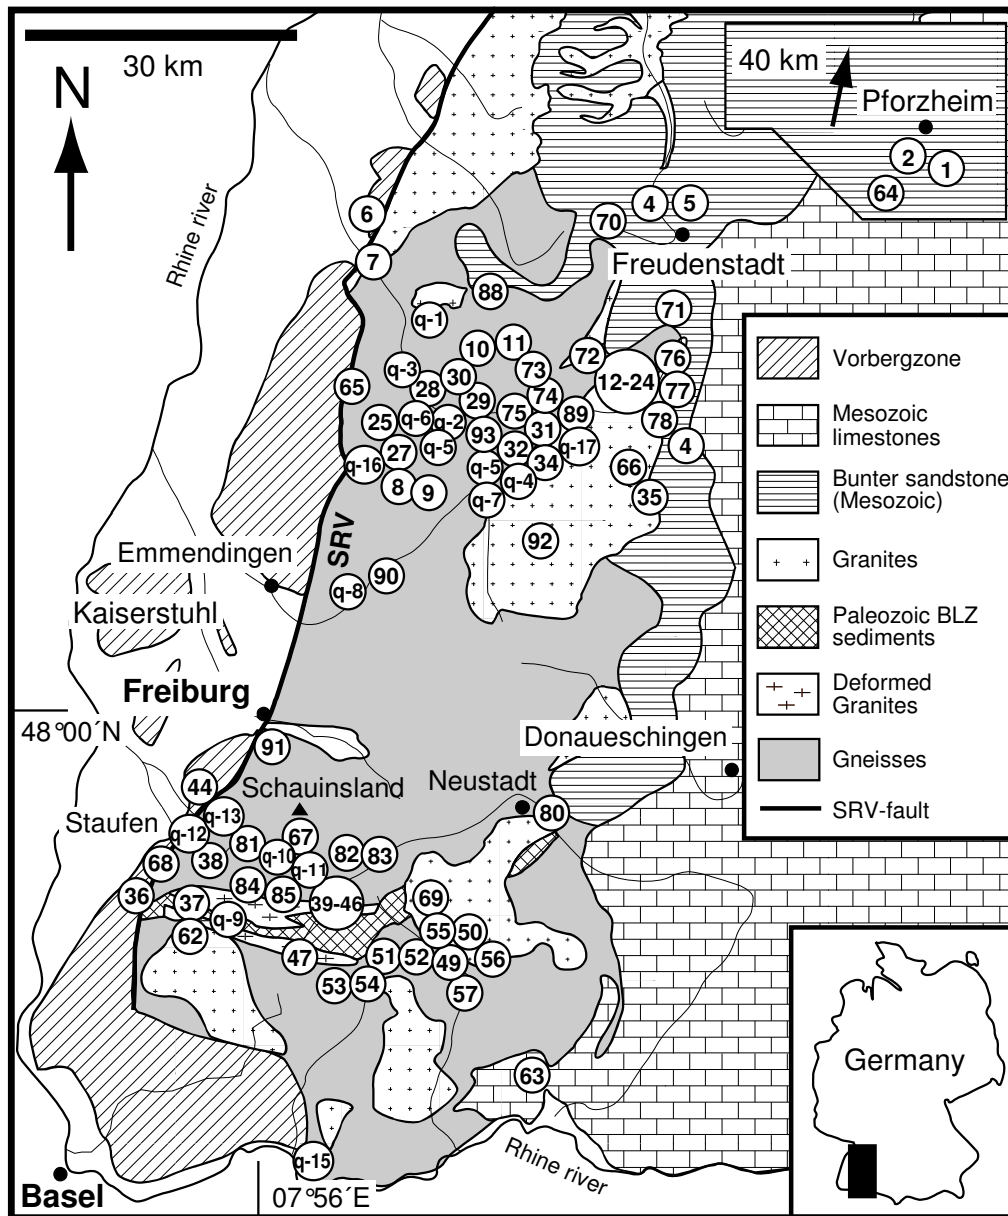 30 km
N
40 km
Pforzheim
2
1
64
Rhine river
6
4
5
70
7
Freudenstadt
88
q-1
71
10
11
72
76
q-3
30
73
12-24
65
28
29
74
77
25
q-6
q-2
75
89
78
93
31
27
q-5
32
q-17
4
q-16
q-5
34
66
8
9
q-4
35
q-7
SRV
92
Emmendingen
90
q-8
Kaiserstuhl
Freiburg
48°00´N
91
Donaueschingen
Schauinsland
Neustadt
44
Staufen
q-13
80
q-12
81
67
68
38
q-10
82
83
q-11
36
37
84
85
39-46
69
q-9
62
55
50
47
51
52
49
56
53
54
57
63
q-15
Rhine river
Basel
07°56´E
Vorbergzone
Mesozoic
limestones
Bunter sandstone
(Mesozoic)
Granites
Paleozoic BLZ
sediments
Deformed
Granites
Gneisses
SRV-fault
Germany